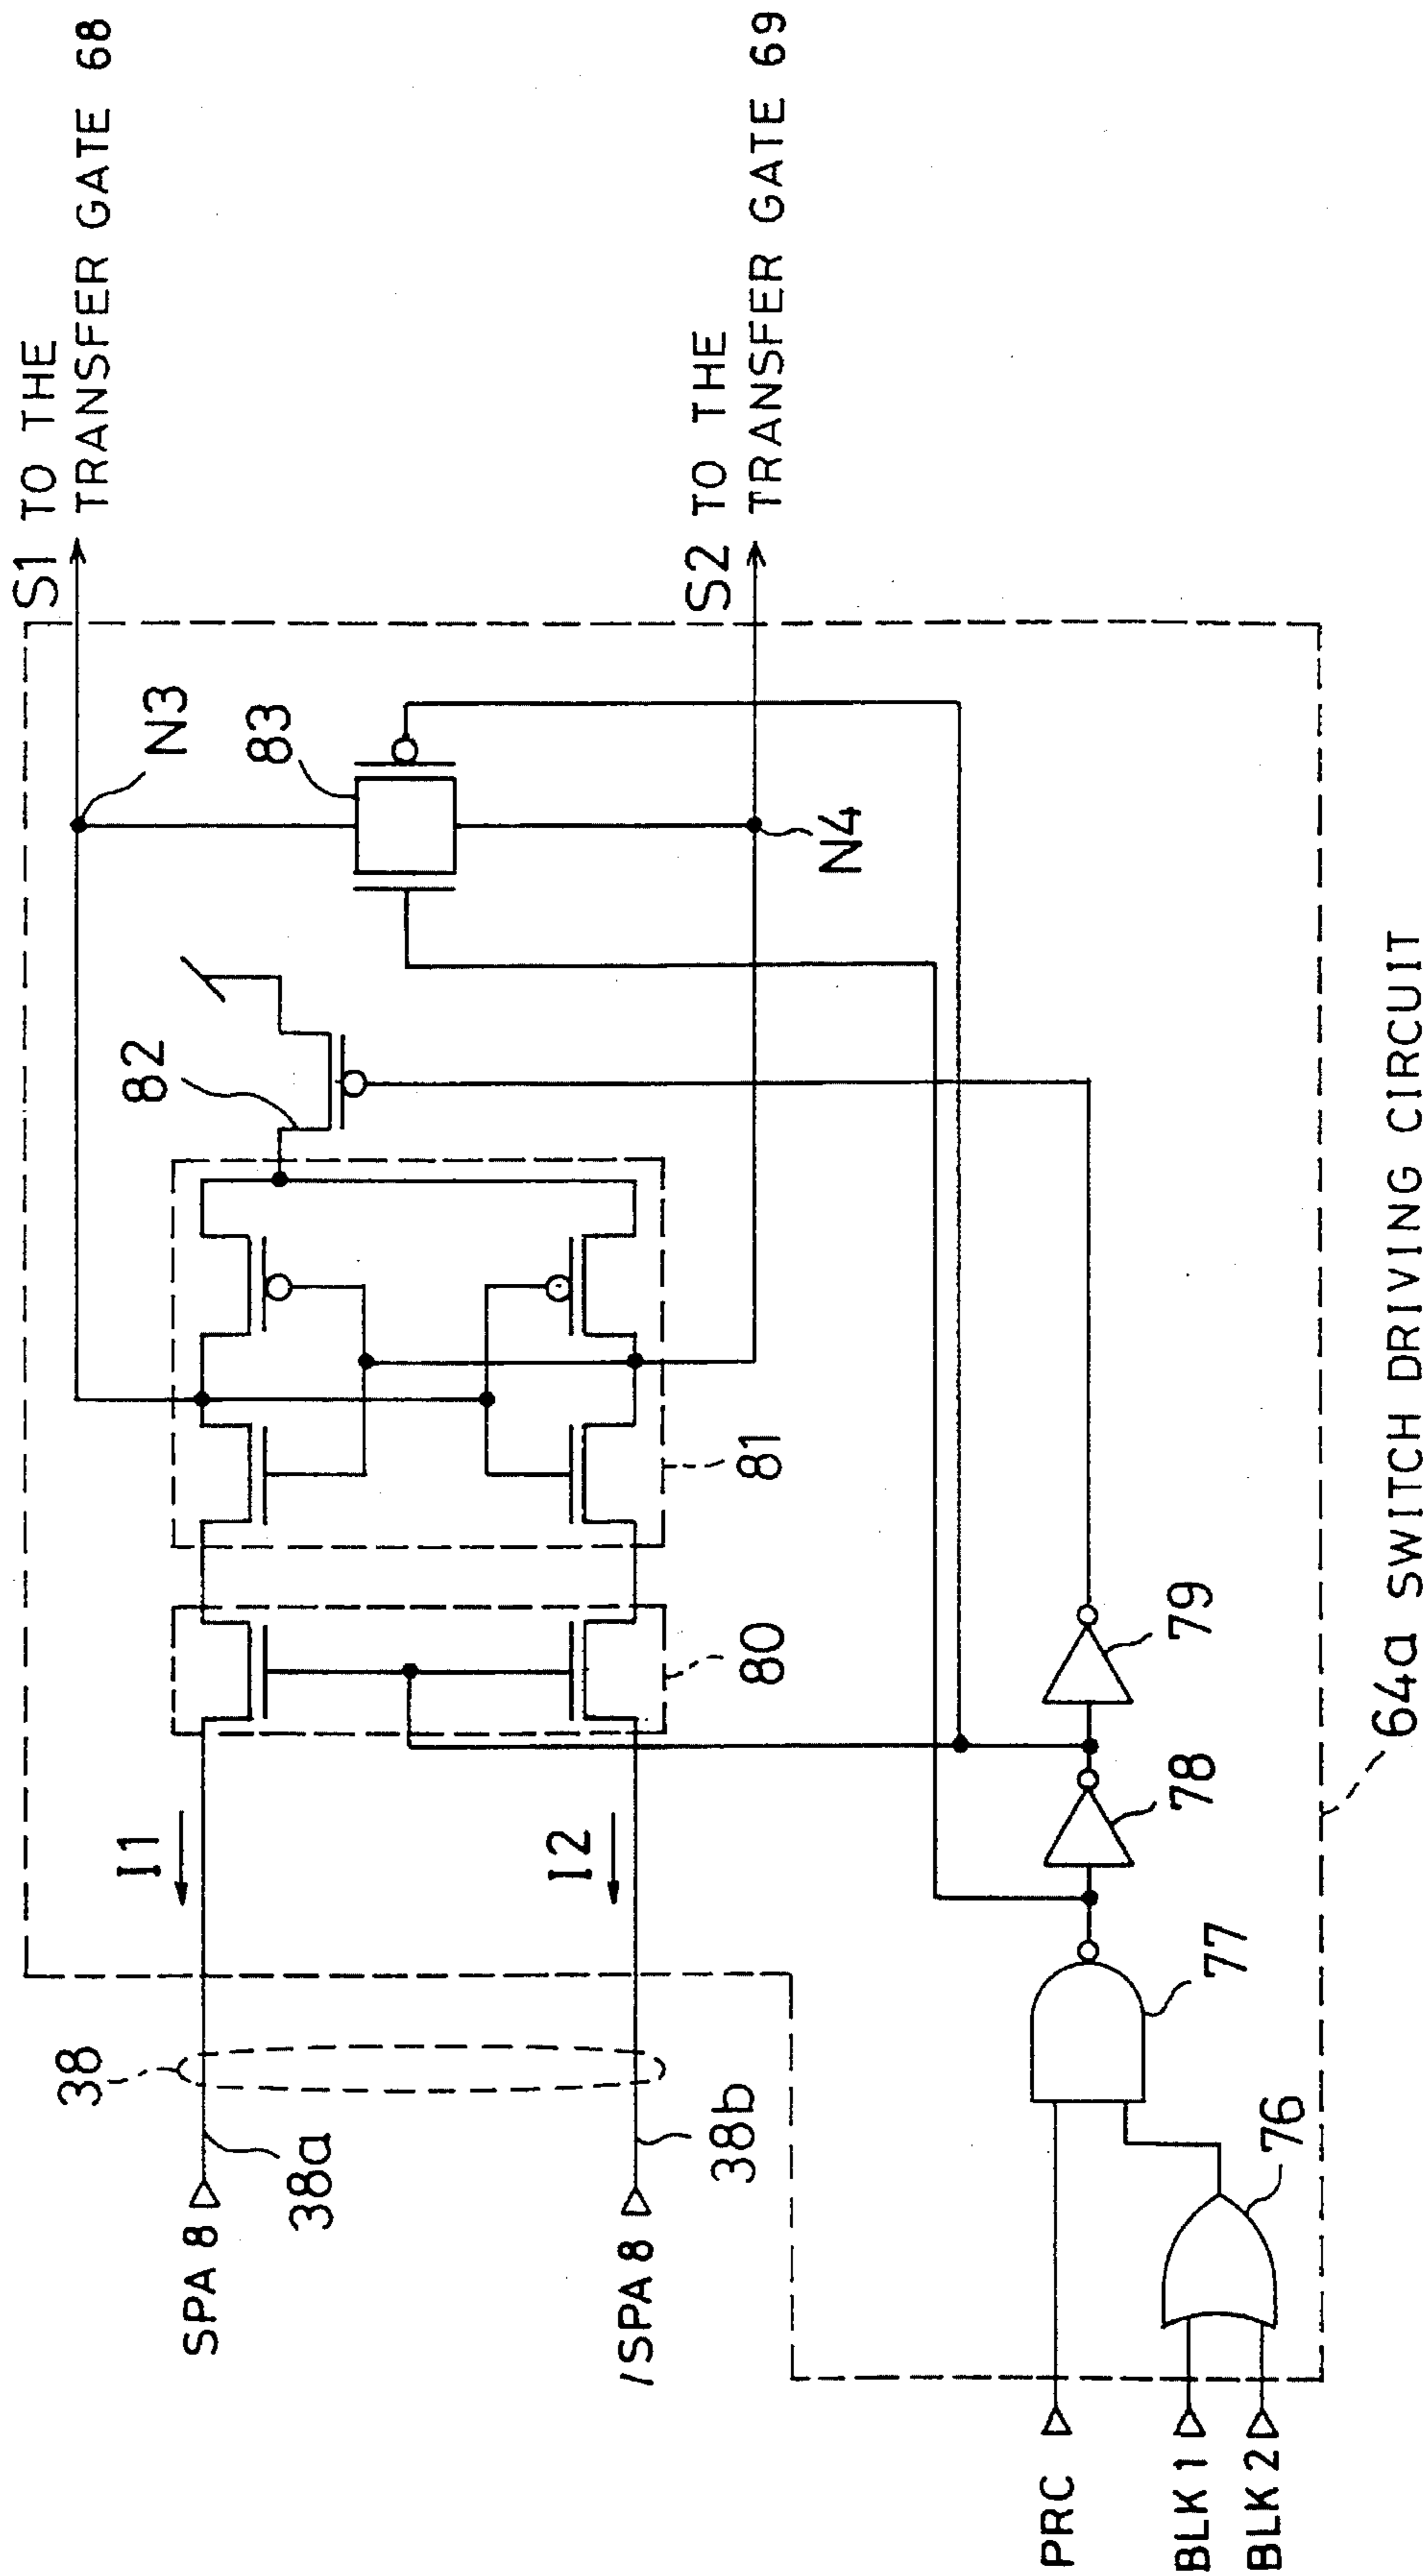 S1 TO THE
TRANSFER GATE 68
S2 TO THE
TRANSFER GATE 69
N3
83
N4
82
81
80
79
78
77
76
I1
I2
38
38a
38b
SPA 8
/SPA 8
PRC
BLK 1
BLK 2
64a SWITCH DRIVING CIRCUIT